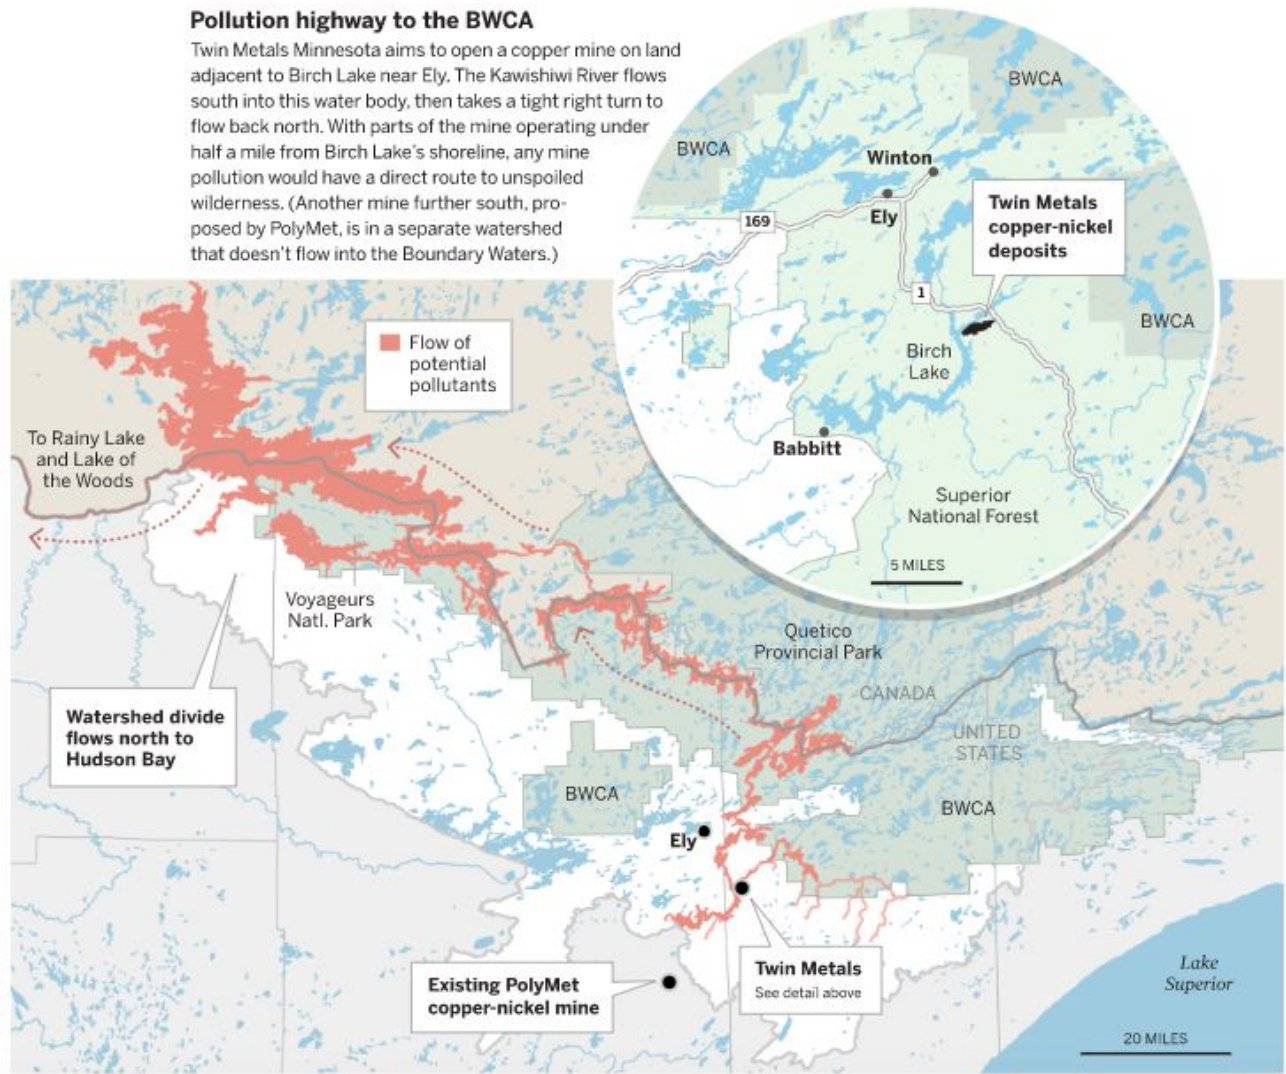 Pollution highway to the BWCA
Twin Metals Minnesota aims to open a copper mine on land
adjacent to Birch Lake near Ely. The Kawishiwi River flows
south into this water body, then takes a tight right turn to
flow back north. With parts of the mine operating under
half a mile from Birch Lake's shoreline, any mine
pollution would have a direct route to unspoiled
wilderness. (Another mine further south, pro-
posed by PolyMet, is in a separate watershed
that doesn't flow into the Boundary Waters.)
BWCA
BWCA
Winton
Ely
169
Twin Metals
copper-nickel
deposits
1
BWCA
Birch
Lake
Babbitt
Superior
National Forest
5 MILES
Flow of
potential
pollutants
To Rainy Lake
and Lake of
the Woods
Voyageurs
Natl. Park
Quetico
Provincial Park
CANADA
UNITED
STATES
Watershed divide
flows north to
Hudson Bay
BWCA
BWCA
Ely
Twin Metals
See detail above
Existing PolyMet
copper-nickel mine
Lake
Superior
20 MILES